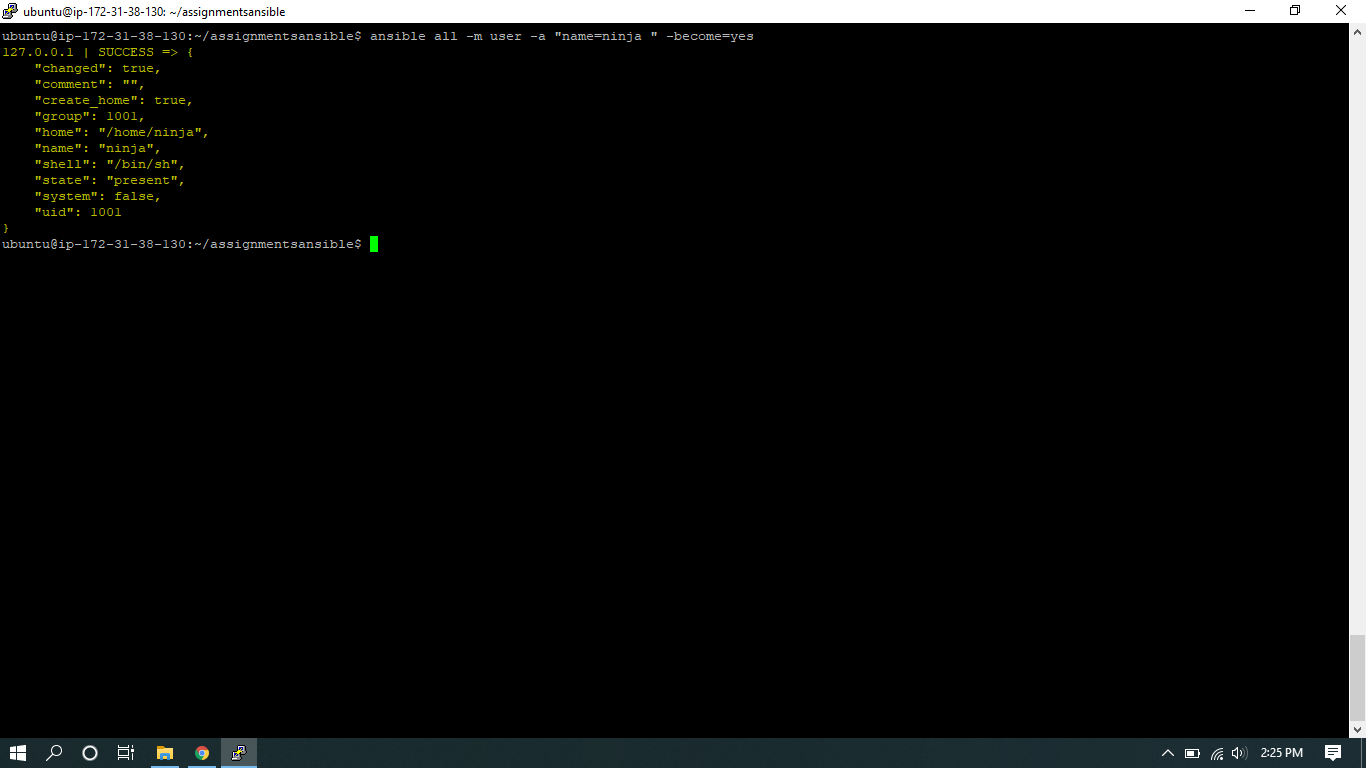 ubuntu@ip-172-31-38-130: ~/assignmentsansible
ubuntu@ip-172-31-38-130:~/assignmentsansible$ ansible all -m user -a "name=ninja " -become=yes
127.0.0.1 | SUCCESS => {
    "changed": true,
    "comment": "",
    "create_home": true,
    "group": 1001,
    "home": "/home/ninja",
    "name": "ninja",
    "shell": "/bin/sh",
    "state": "present",
    "system": false,
    "uid": 1001
}
ubuntu@ip-172-31-38-130:~/assignmentsansible$
2:25 PM